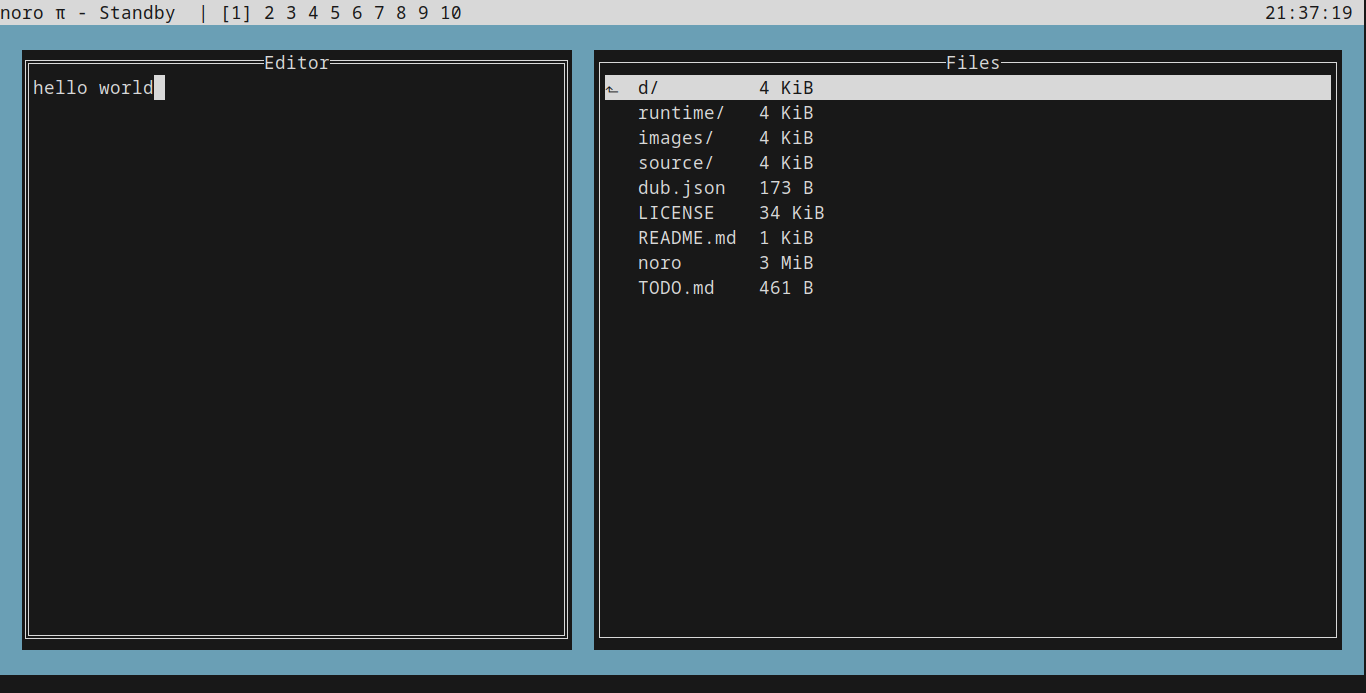 noro π - Standby | [1] 2 3 4 5 6 7 8 9 10 21:37:19
Editor
hello world
Files
d/ 4 KiB
runtime/ 4 KiB
images/ 4 KiB
source/ 4 KiB
dub.json 173 B
LICENSE 34 KiB
README.md 1 KiB
noro 3 MiB
TODO.md 461 B